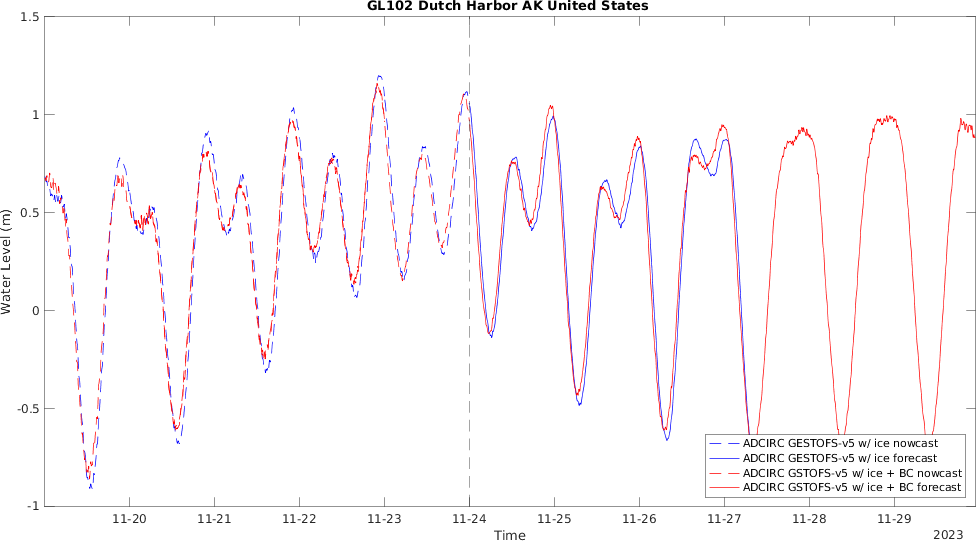 GL102 Dutch Harbor AK United States
1.5
1
0.5
0
-0.5
-1
Water Level (m)
11-20 11-21 11-22 11-23 11-24 11-25 11-26 11-27 11-28 11-29
Time
2023
ADCIRC GESTOFS-v5 w/ ice nowcast
ADCIRC GESTOFS-v5 w/ ice forecast
ADCIRC GSTOFS-v5 w/ ice + BC nowcast
ADCIRC GSTOFS-v5 w/ ice + BC forecast